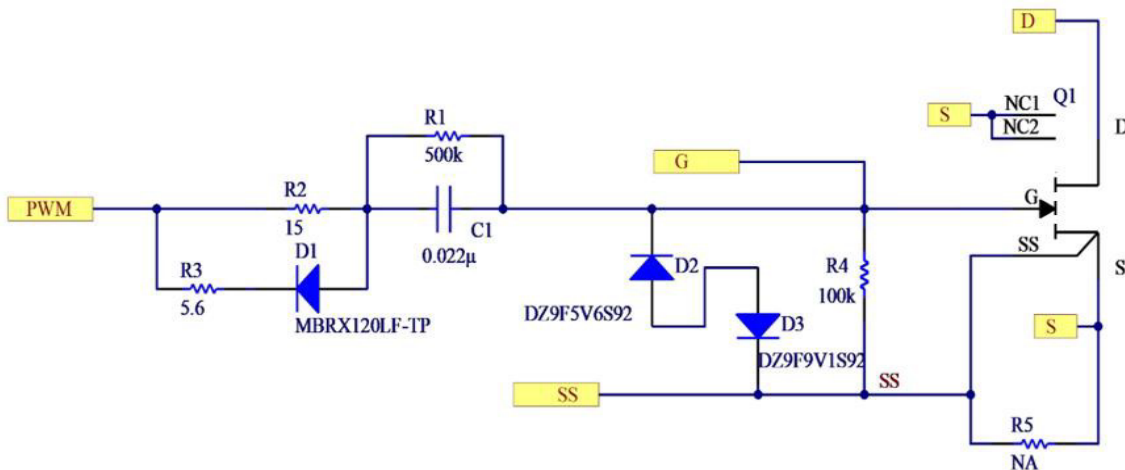 D
NC1
Q1
S
NC2
R1
500k
D
G
PWM
R2
15
C1
G
D1
0.022µ
SS
R3
5.6
D2
R4
100k
S
MBRX120LF-TP
DZ9F5V6S92
D3
S
DZ9F9V1S92
SS
SS
R5
NA